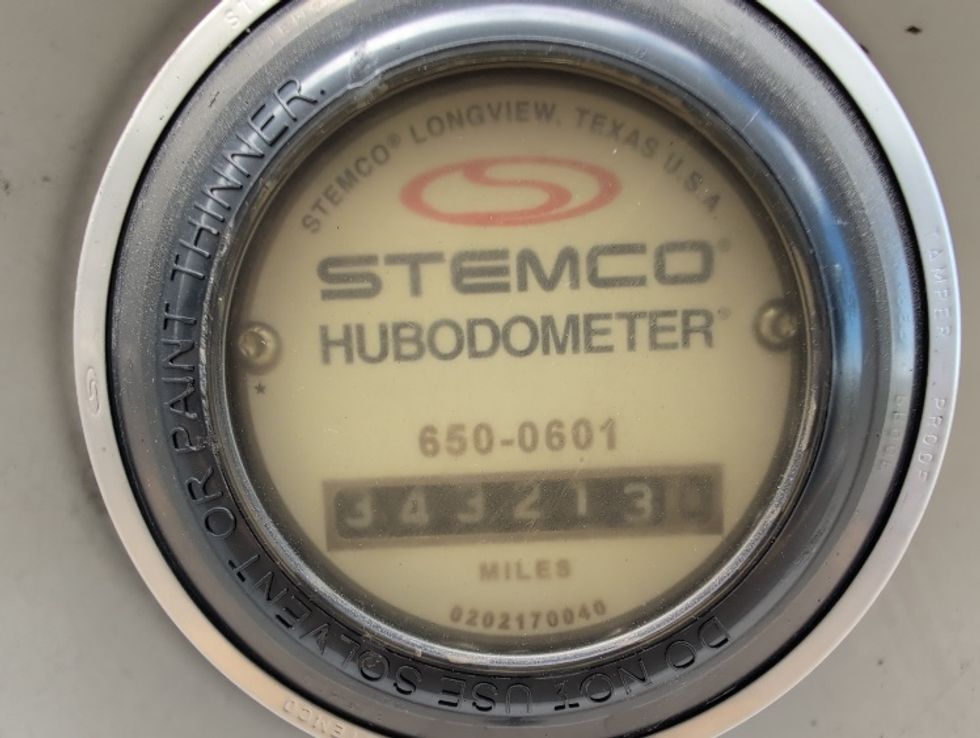 STEMCO® LONGVIEW, TEXAS U.S.A.
STEMCO®
HUBODOMETER®
*
650-0601
343213
MILES
0202170040
DO NOT USE SOLVENT OR PAINT THINNER.
TAMPER PROOF
STEMCO